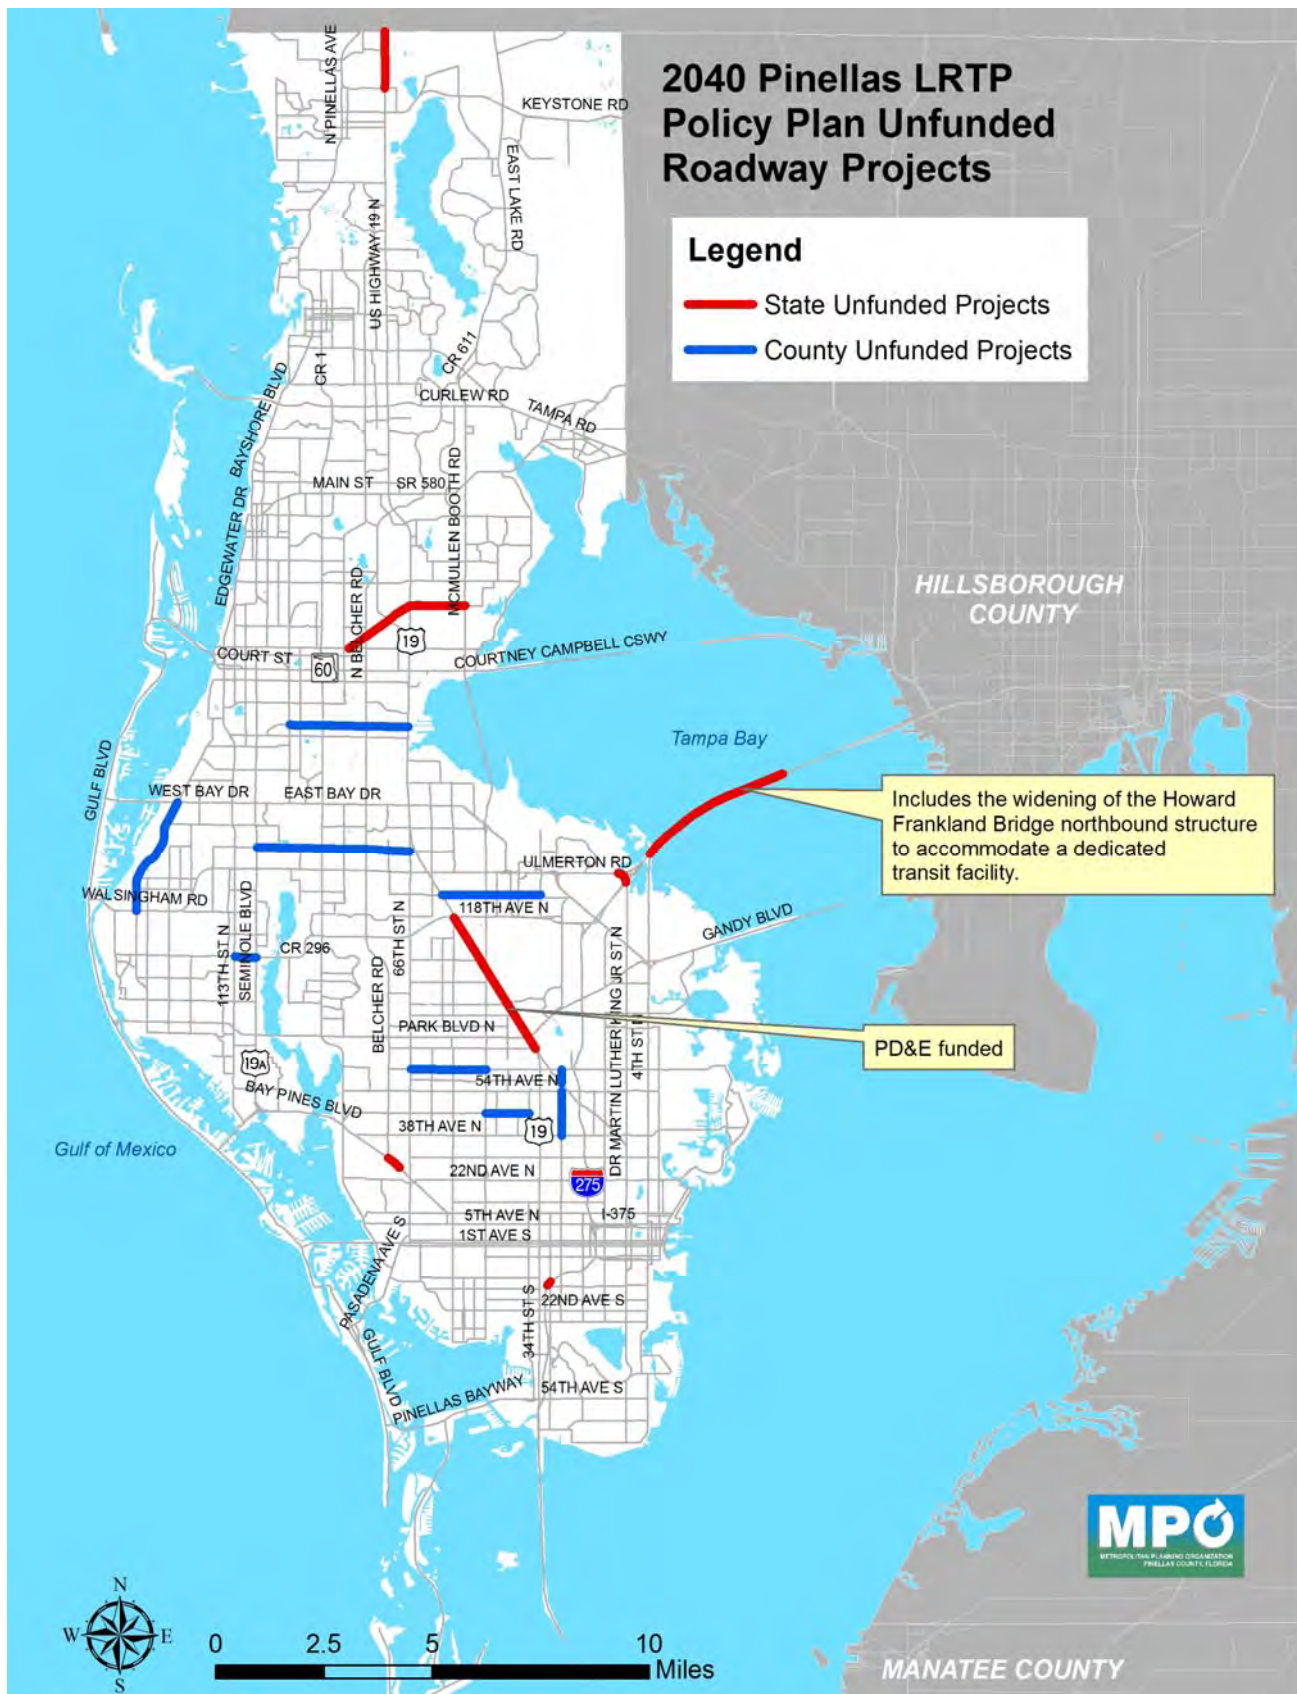 2040 Pinellas LRTP
Policy Plan Unfunded
Roadway Projects
Legend
State Unfunded Projects
County Unfunded Projects
N PINELLAS AVE
KEYSTONE RD
EAST LAKE RD
US HIGHWAY 19 N
CR 1
CR 611
CURLEW RD
TAMPA RD
BAYSHORE BLVD
EDGEWATER DR
MAIN ST
SR 580
MCMULLEN BOOTH RD
N BELCHER RD
HILLSBOROUGH
COUNTY
19
COURT ST
60
COURTNEY CAMPBELL CSWY
Tampa Bay
GULF BLVD
WEST BAY DR
EAST BAY DR
Includes the widening of the Howard
Frankland Bridge northbound structure
to accommodate a dedicated
transit facility.
ULMERTON RD
WALSINGHAM RD
118TH AVE N
GANDY BLVD
113TH ST N
SEMINOLE BLVD
CR 296
66TH ST N
BELCHER RD
DR MARTIN LUTHER KING JR ST N
4TH ST N
PARK BLVD N
PD&E funded
19A
54TH AVE N
BAY PINES BLVD
38TH AVE N
19
Gulf of Mexico
22ND AVE N
275
5TH AVE N
I-375
1ST AVE S
PASADENA AVE S
34TH ST S
22ND AVE S
GULF BLVD
54TH AVE S
PINELLAS BAYWAY
MPO
METROPOLITAN PLANNING ORGANIZATION
PINELLAS COUNTY, FLORIDA
N
W
E
S
0 2.5 5 10
Miles
MANATEE COUNTY